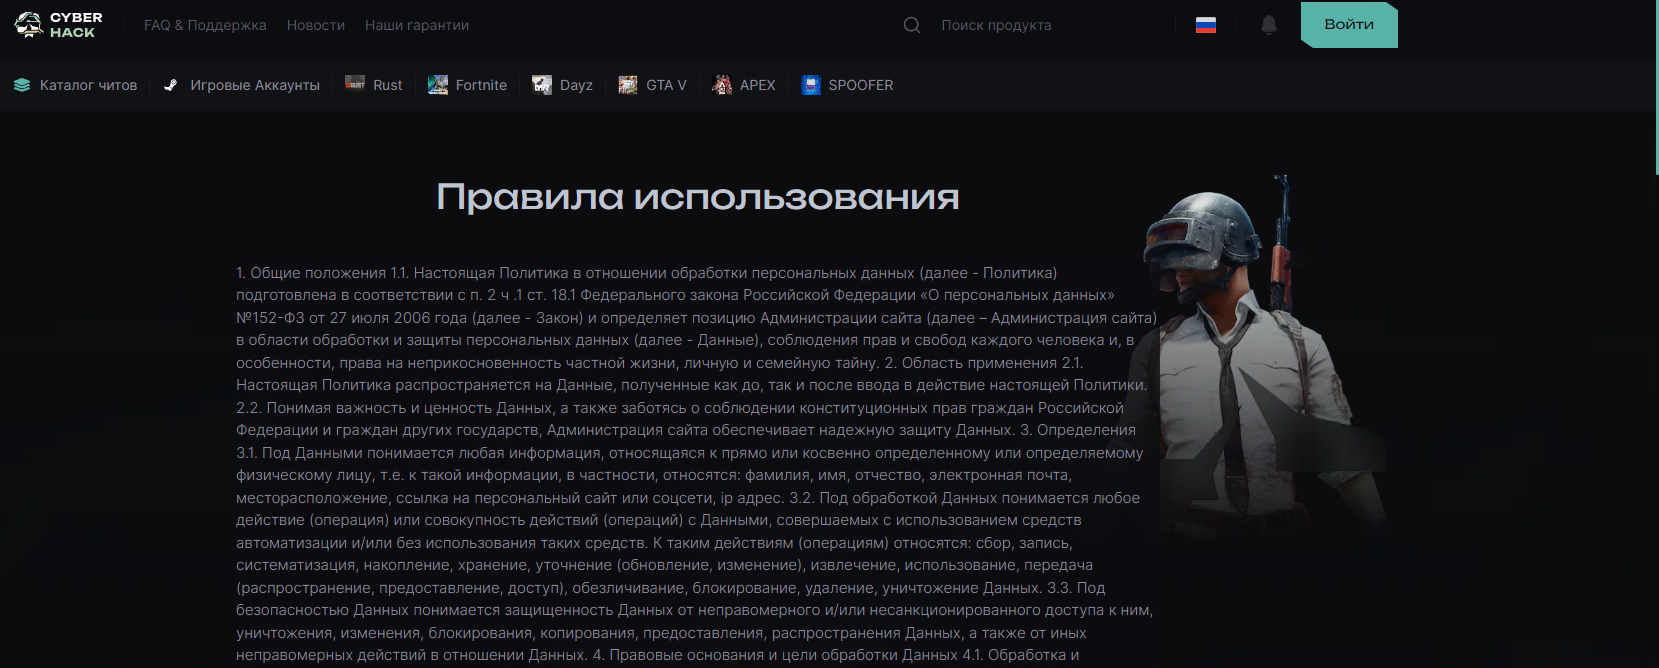 CYBER
HACK
FAQ & Поддержка
Новости
Наши гарантии
Поиск продукта
Войти
Каталог читов
Игровые Аккаунты
Rust
Fortnite
Dayz
GTA V
APEX
SPOOFER
Правила использования
1. Общие положения 1.1. Настоящая Политика в отношении обработки персональных данных (далее - Политика)
подготовлена в соответствии с п. 2 ч .1 ст. 18.1 Федерального закона Российской Федерации «О персональных данных»
№152-ФЗ от 27 июля 2006 года (далее - Закон) и определяет позицию Администрации сайта (далее – Администрация сайта)
в области обработки и защиты персональных данных (далее - Данные), соблюдения прав и свобод каждого человека и, в
особенности, права на неприкосновенность частной жизни, личную и семейную тайну. 2. Область применения 2.1.
Настоящая Политика распространяется на Данные, полученные как до, так и после ввода в действие настоящей Политики.
2.2. Понимая важность и ценность Данных, а также заботясь о соблюдении конституционных прав граждан Российской
Федерации и граждан других государств, Администрация сайта обеспечивает надежную защиту Данных. 3. Определения
3.1. Под Данными понимается любая информация, относящаяся к прямо или косвенно определенному или определяемому
физическому лицу, т.е. к такой информации, в частности, относятся: фамилия, имя, отчество, электронная почта,
месторасположение, ссылка на персональный сайт или соцсети, ip адрес. 3.2. Под обработкой Данных понимается любое
действие (операция) или совокупность действий (операций) с Данными, совершаемых с использованием средств
автоматизации и/или без использования таких средств. К таким действиям (операциям) относятся: сбор, запись,
систематизация, накопление, хранение, уточнение (обновление, изменение), извлечение, использование, передача
(распространение, предоставление, доступ), обезличивание, блокирование, удаление, уничтожение Данных. 3.3. Под
безопасностью Данных понимается защищенность Данных от неправомерного и/или несанкционированного доступа к ним,
уничтожения, изменения, блокирования, копирования, предоставления, распространения Данных, а также от иных
неправомерных действий в отношении Данных. 4. Правовые основания и цели обработки Данных 4.1. Обработка и